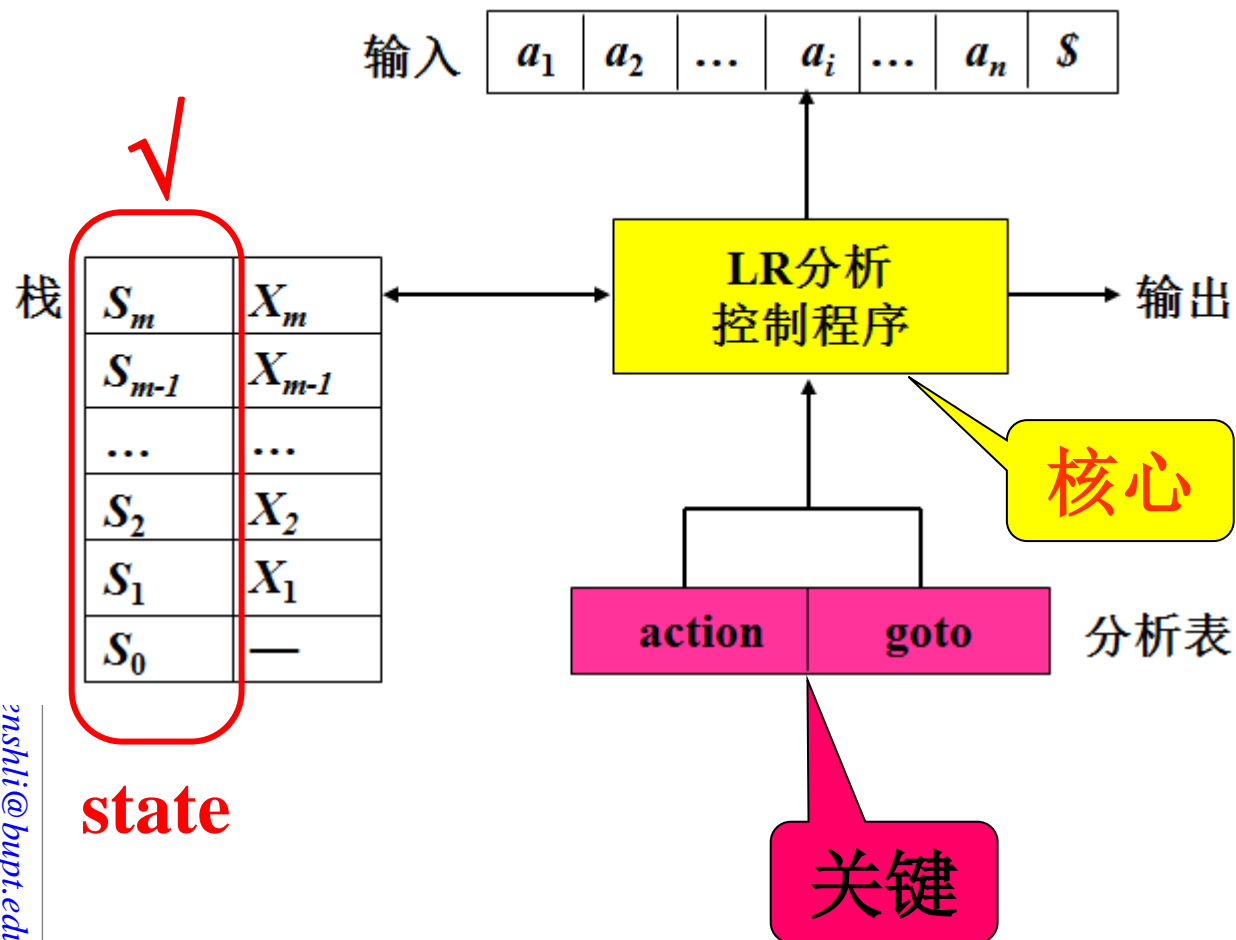 输入 a₁ a₂ … aᵢ … aₙ $
√
栈
Sₘ Xₘ
Sₘ₋₁ Xₘ₋₁
… …
S₂ X₂
S₁ X₁
S₀ —
state
LR分析
控制程序
输出
核心
action goto 分析表
关键